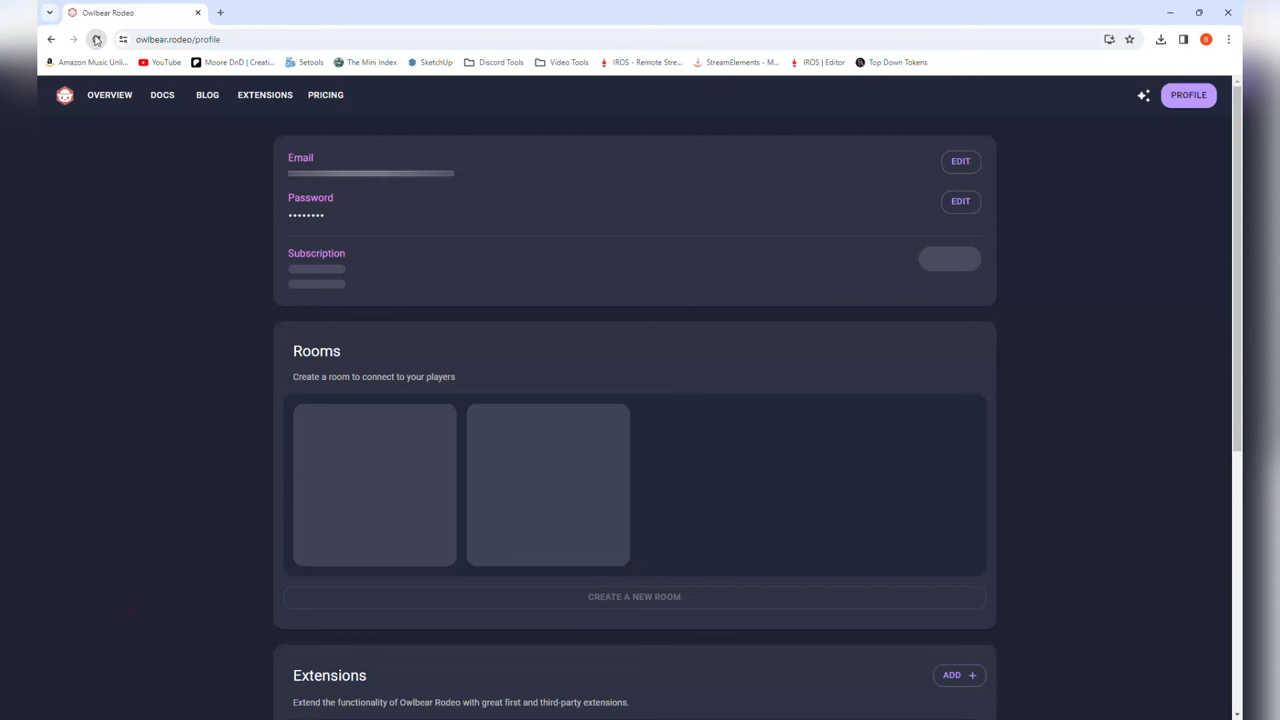 Owlbear Rodeo
owlbear.rodeo/profile
B
Amazon Music Unli... YouTube Moore DnD | Creati... Setools The Mini Index SketchUp Discord Tools Video Tools IROS - Remote Stre... StreamElements - M... IROS | Editor Top Down Tokens
OVERVIEW DOCS BLOG EXTENSIONS PRICING PROFILE
Email
EDIT
Password
••••••••
EDIT
Subscription
Rooms
Create a room to connect to your players
CREATE A NEW ROOM
Extensions
ADD +
Extend the functionality of Owlbear Rodeo with great first and third-party extensions.